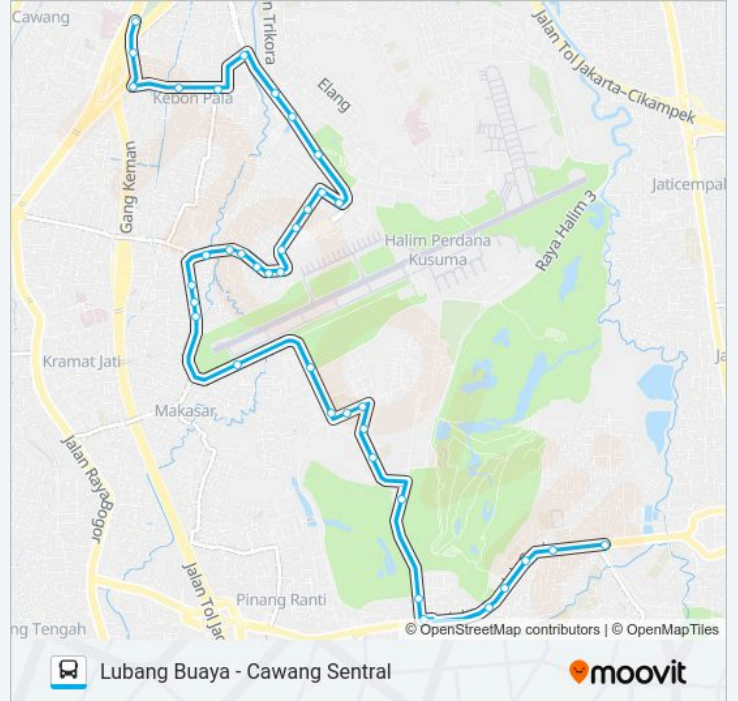 Cawang
n Trikora
Jalan Tol Jakarta-Cikampek
Kebon Pala
Elang
Gang Keman
Jaticempal
Raya Halim 3
Halim Perdana
Kusuma
Kramat Jati
Ja
Makasar
Jalan Raya Bogor
Jalan Tol Jag
Pinang Ranti
ng Tengah
© OpenStreetMap contributors | © OpenMapTiles
Lubang Buaya - Cawang Sentral
moovit